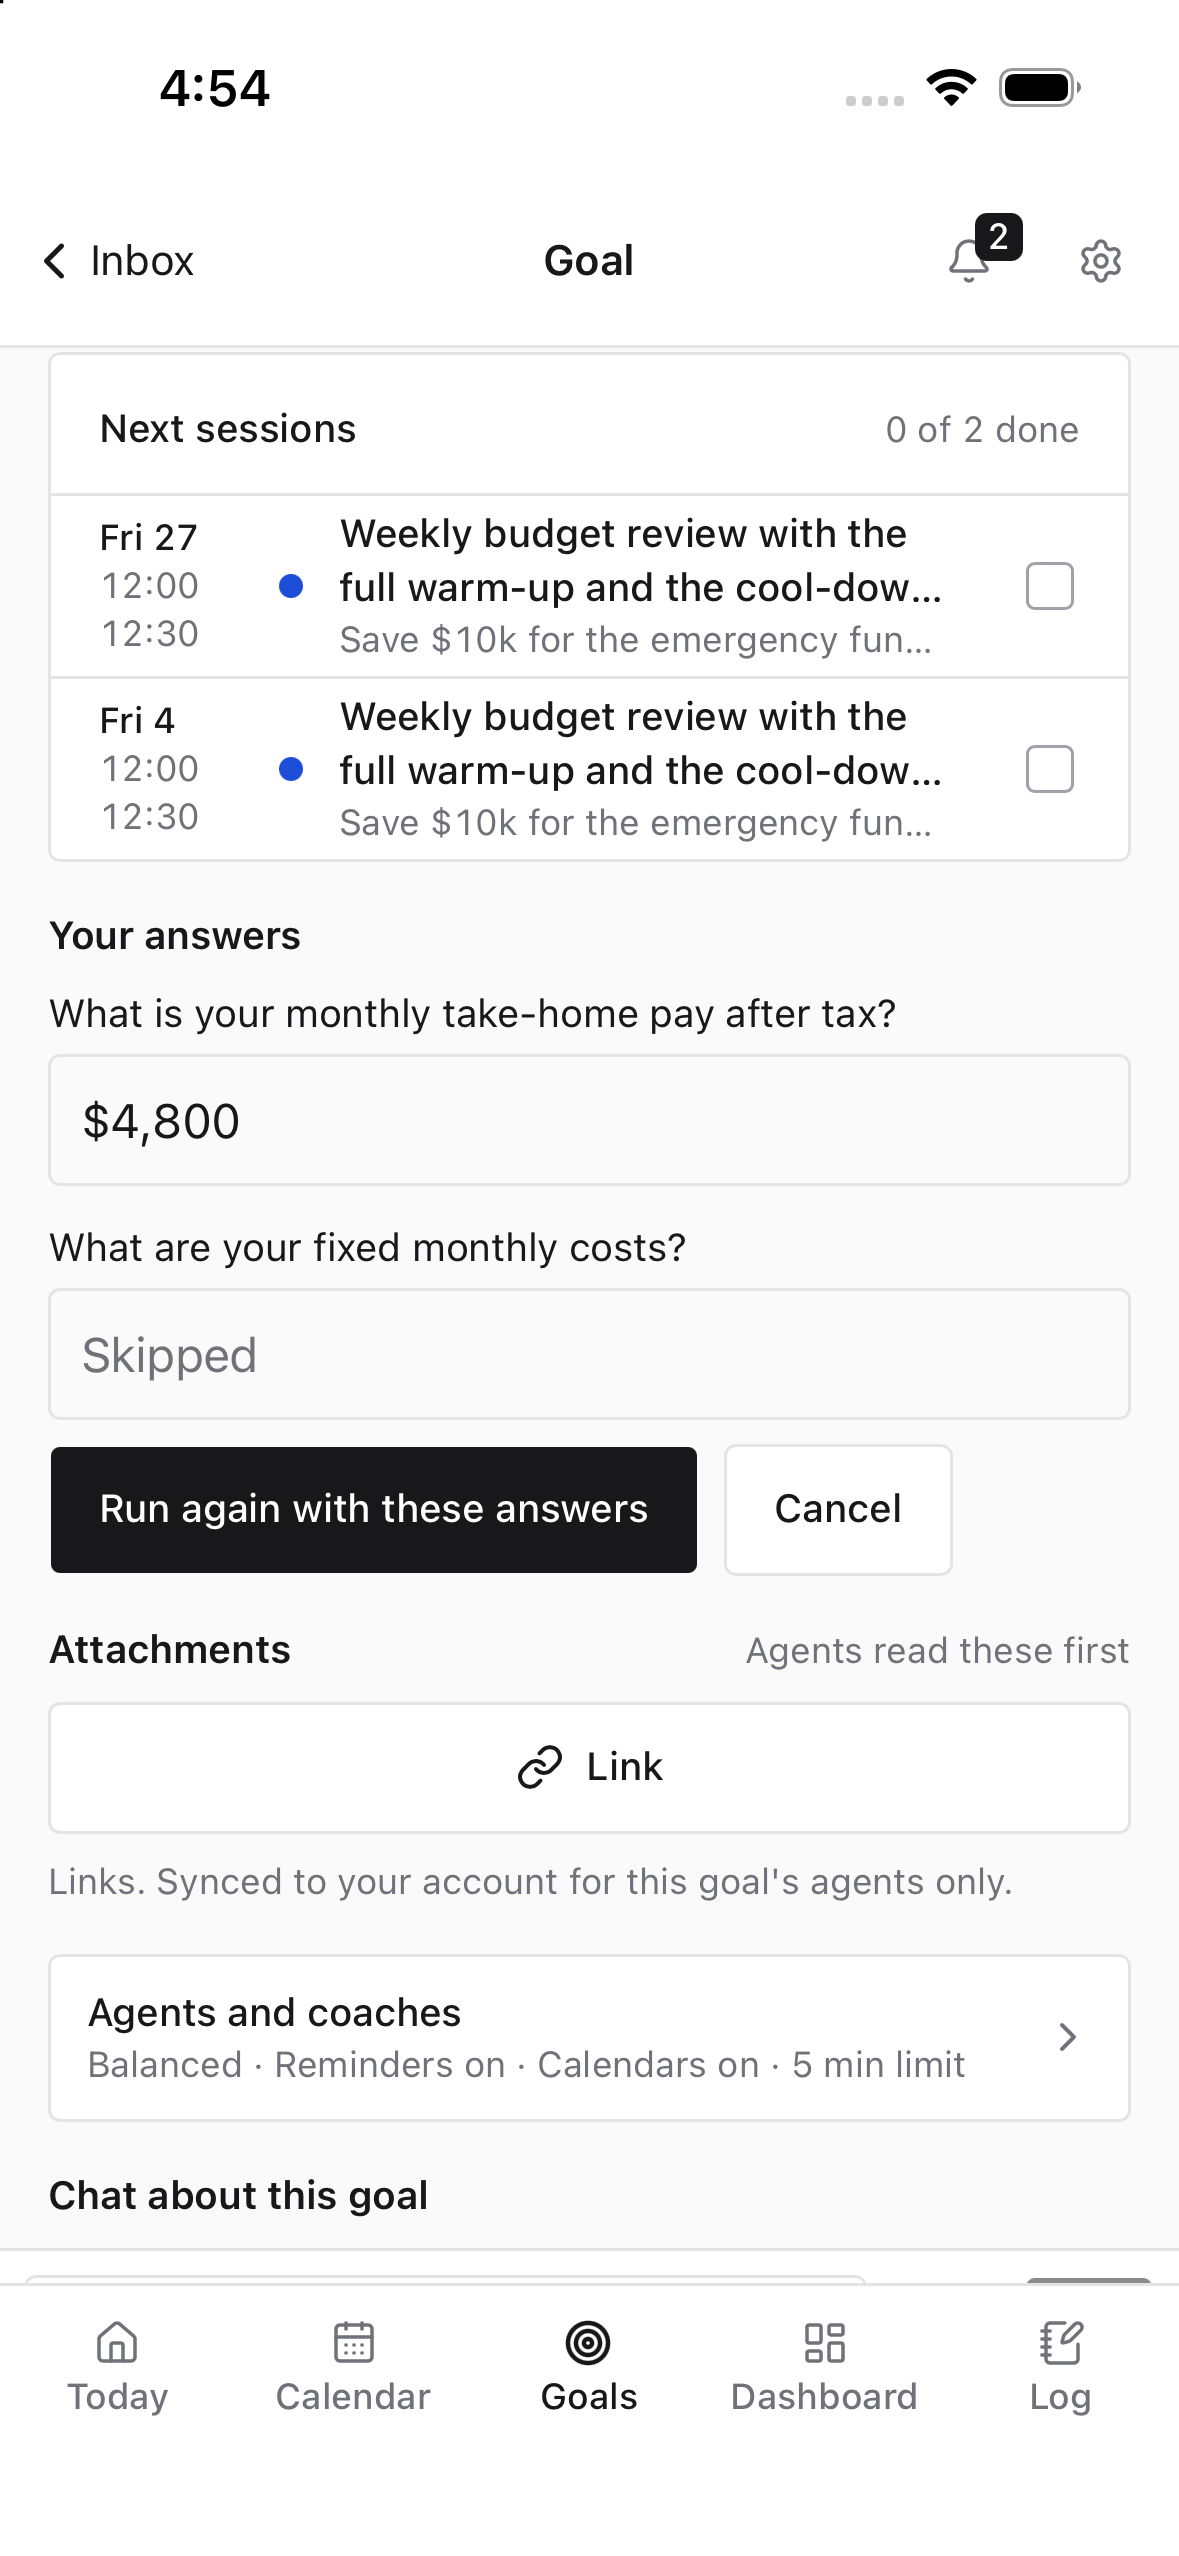 4:54
Inbox
Goal
2
Next sessions
0 of 2 done
Fri 27
12:00
12:30
Weekly budget review with the
full warm-up and the cool-dow...
Save $10k for the emergency fun...
Fri 4
12:00
12:30
Weekly budget review with the
full warm-up and the cool-dow...
Save $10k for the emergency fun...
Your answers
What is your monthly take-home pay after tax?
$4,800
What are your fixed monthly costs?
Skipped
Run again with these answers
Cancel
Attachments
Agents read these first
Link
Links. Synced to your account for this goal's agents only.
Agents and coaches
Balanced · Reminders on · Calendars on · 5 min limit
Chat about this goal
Today
Calendar
Goals
Dashboard
Log